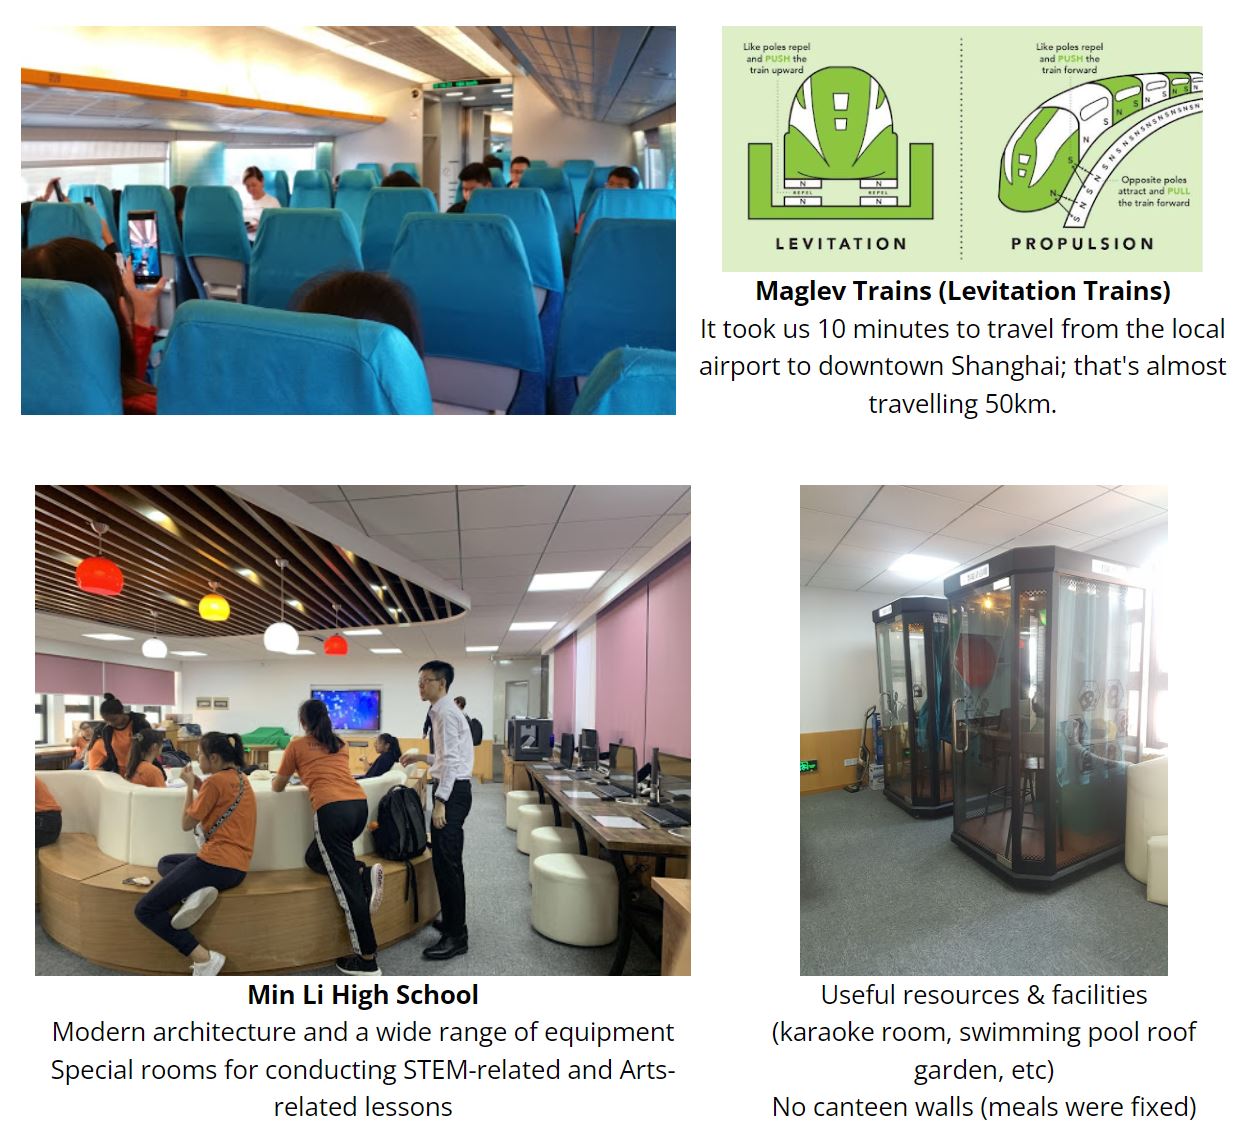 Like poles repel
and PUSH the
train upward
N
REPEL
N
N
REPEL
N
LEVITATION
Like poles repel
and PUSH the
train forward
Opposite poles
attract and PULL
the train forward
PROPULSION
Maglev Trains (Levitation Trains)
It took us 10 minutes to travel from the local
airport to downtown Shanghai; that's almost
travelling 50km.
Min Li High School
Modern architecture and a wide range of equipment
Special rooms for conducting STEM-related and Arts-
related lessons
Useful resources & facilities
(karaoke room, swimming pool roof
garden, etc)
No canteen walls (meals were fixed)